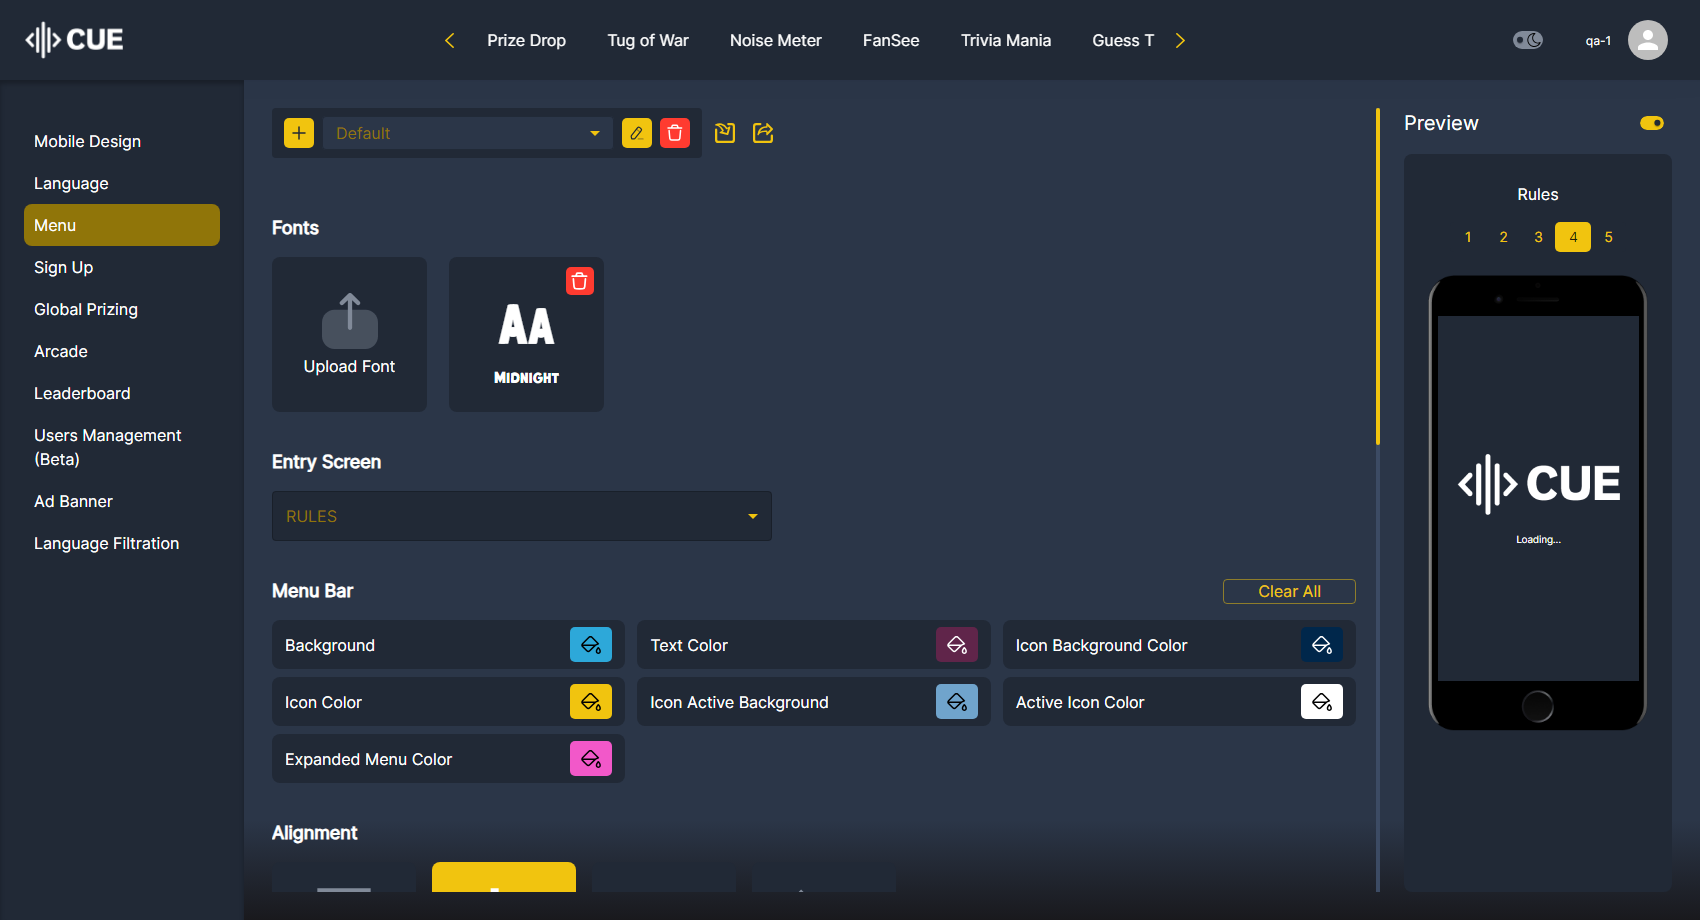 CUE
Prize Drop
Tug of War
Noise Meter
FanSee
Trivia Mania
Guess T
qa-1
Mobile Design
Language
Menu
Sign Up
Global Prizing
Arcade
Leaderboard
Users Management
(Beta)
Ad Banner
Language Filtration
Default
Fonts
Upload Font
AA
MIDNIGHT
Entry Screen
RULES
Menu Bar
Clear All
Background
Text Color
Icon Background Color
Icon Color
Icon Active Background
Active Icon Color
Expanded Menu Color
Alignment
Preview
Rules
1 2 3 4 5
CUE
Loading...